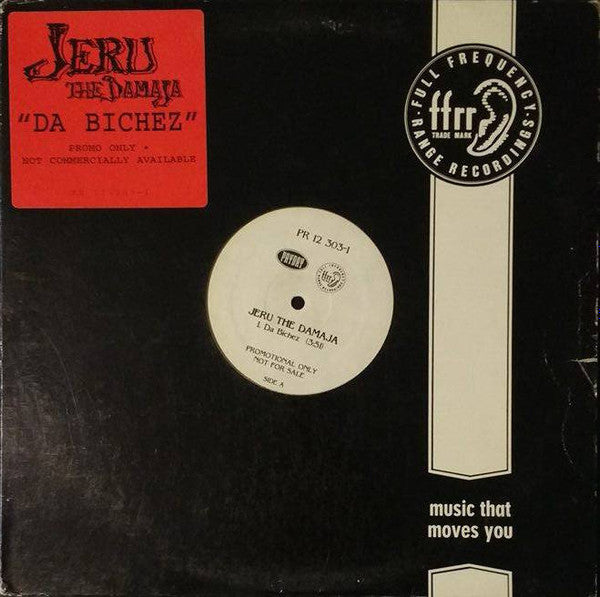 JERU
THE DAMAJA
"DA BICHEZ"
PROMO ONLY •
NOT COMMERCIALLY AVAILABLE
· FULL FREQUENCY ·
RANGE RECORDINGS
ffrr
TRADE MARK
PR 12 303-1
PAYDAY
ffrr
JERU THE DAMAJA
1. Da Bichez (3:51)
PROMOTIONAL ONLY
NOT FOR SALE
SIDE A
music that
moves you